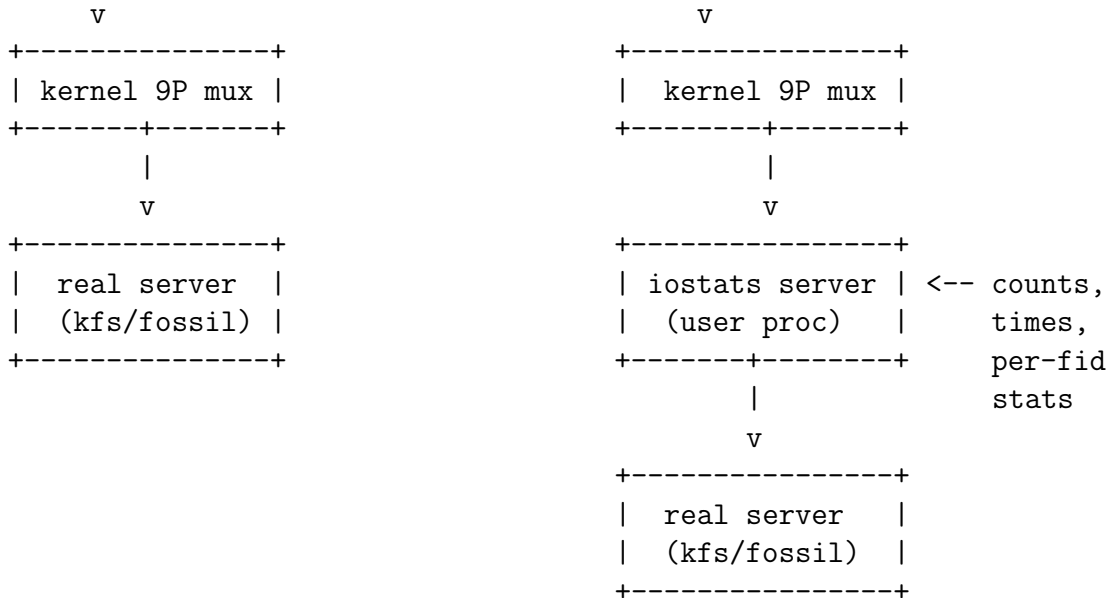 v                                     v
+---------------+                     +----------------+
| kernel 9P mux |                     |  kernel 9P mux |
+-------+-------+                     +--------+-------+
        |                                      |
        v                                      v
+---------------+                     +----------------+
|  real server  |                     | iostats server | <-- counts,
|  (kfs/fossil) |                     |  (user proc)   |     times,
+---------------+                     +-------+--------+     per-fid
                                              |              stats
                                              v
                                      +----------------+
                                      |  real server   |
                                      |  (kfs/fossil)  |
                                      +----------------+